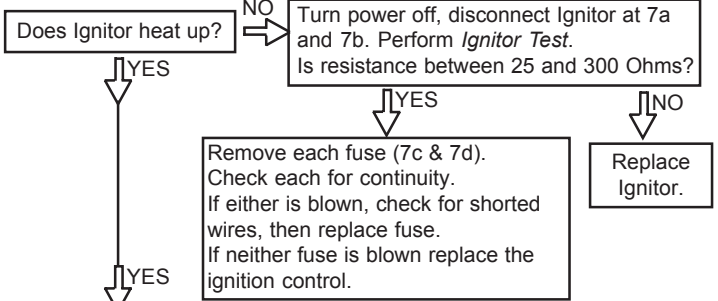 Does Ignitor heat up?
NO
Turn power off, disconnect Ignitor at 7a
and 7b. Perform Ignitor Test.
Is resistance between 25 and 300 Ohms?
YES
YES
NO
Remove each fuse (7c & 7d).
Check each for continuity.
If either is blown, check for shorted
wires, then replace fuse.
If neither fuse is blown replace the
ignition control.
Replace
Ignitor.
YES